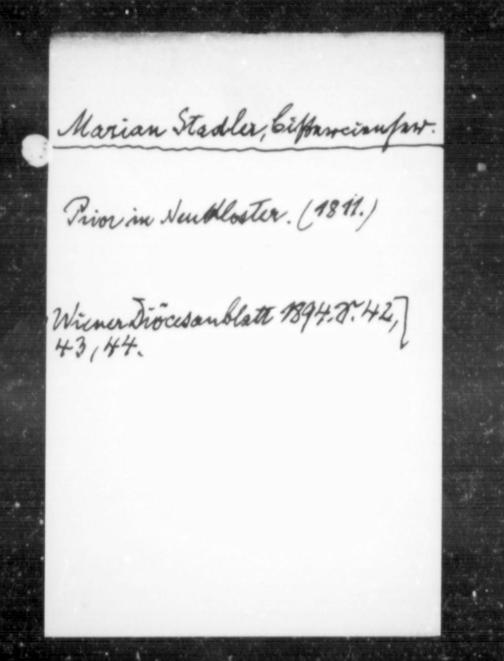 Marian Stadler, Cistercienser.
Prior in Neukloster. (1811.)
Wiener Diöcesanblatt 1894. S. 42,]
43, 44.